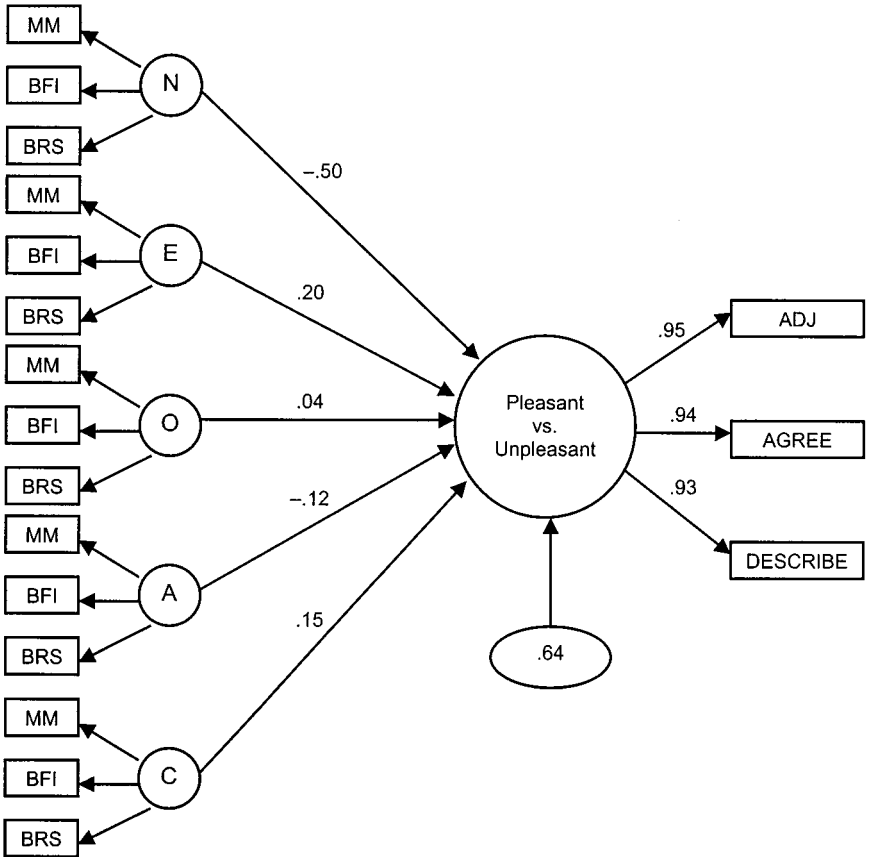 MM
BFI
BRS
N
MM
BFI
BRS
E
MM
BFI
BRS
O
MM
BFI
BRS
A
MM
BFI
BRS
C
–.50
.20
.04
–.12
.15
Pleasant
vs.
Unpleasant
.64
.95
.94
.93
ADJ
AGREE
DESCRIBE